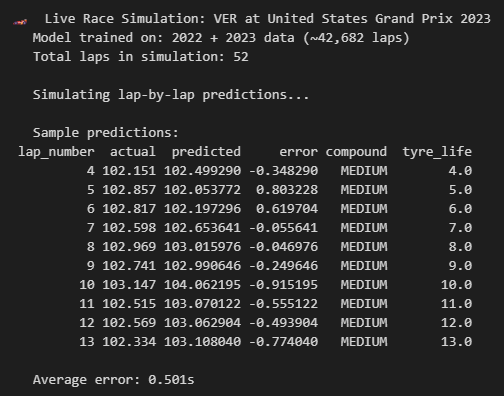 Live Race Simulation: VER at United States Grand Prix 2023
Model trained on: 2022 + 2023 data (~42,682 laps)
Total laps in simulation: 52
Simulating lap-by-lap predictions...
Sample predictions:
lap_number actual predicted error compound tyre_life
4 102.151 102.499290 -0.348290 MEDIUM 4.0
5 102.857 102.053772 0.803228 MEDIUM 5.0
6 102.817 102.197296 0.619704 MEDIUM 6.0
7 102.598 102.653641 -0.055641 MEDIUM 7.0
8 102.969 103.015976 -0.046976 MEDIUM 8.0
9 102.741 102.990646 -0.249646 MEDIUM 9.0
10 103.147 104.062195 -0.915195 MEDIUM 10.0
11 102.515 103.070122 -0.555122 MEDIUM 11.0
12 102.569 103.062904 -0.493904 MEDIUM 12.0
13 102.334 103.108040 -0.774040 MEDIUM 13.0
Average error: 0.501s